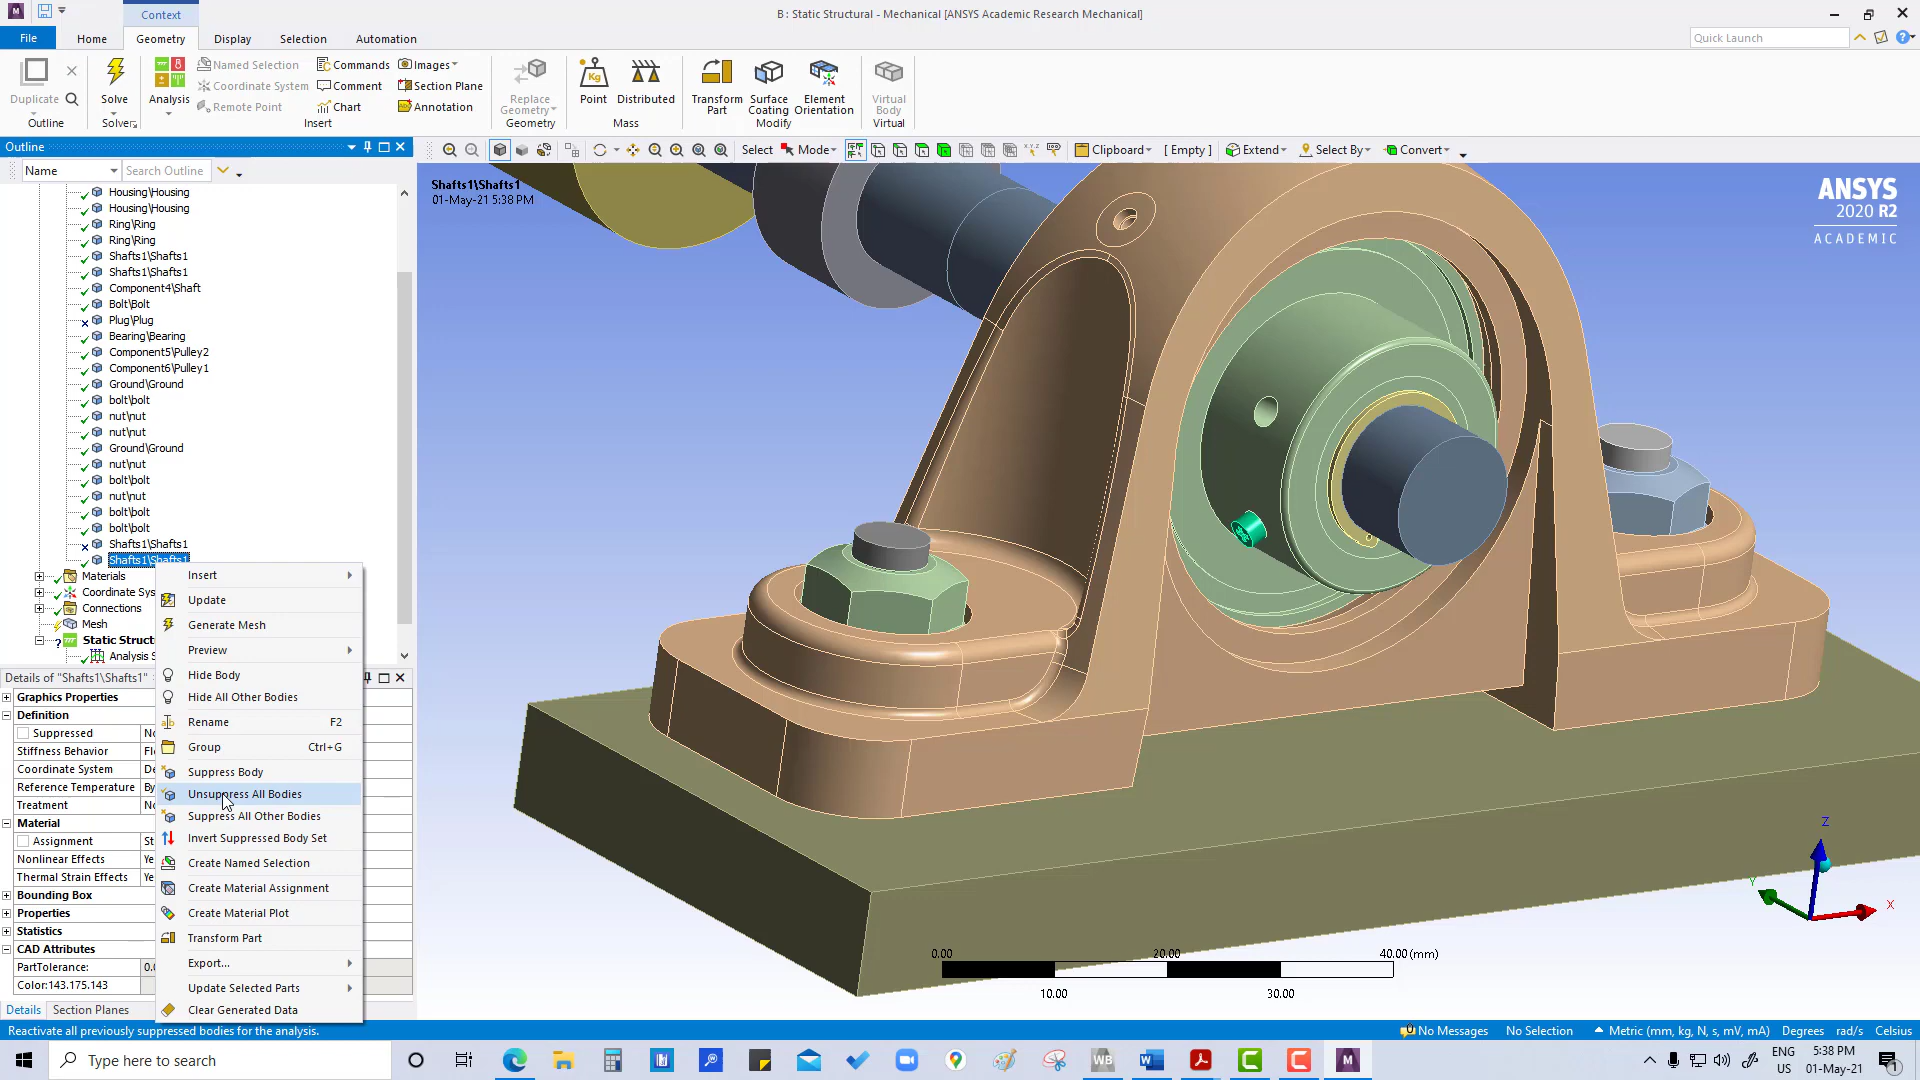 Context
B : Static Structural - Mechanical [ANSYS Academic Research Mechanical]
File
Home
Geometry
Display
Selection
Automation
Quick Launch
Duplicate
Outline
Solve
Solver
Analysis
Named Selection
Coordinate System
Remote Point
Commands
Comment
Chart
Images
Section Plane
Annotation
Insert
Replace
Geometry
Geometry
Point
Distributed
Mass
Transform
Part
Surface
Coating
Element
Orientation
Modify
Virtual
Body
Virtual
Outline
Name
Search Outline
Select
Mode
Clipboard
[ Empty ]
Extend
Select By
Convert
Housing\Housing
Housing\Housing
Ring\Ring
Ring\Ring
Shafts1\Shafts1
Shafts1\Shafts1
Component4\Shaft
Bolt\Bolt
Plug\Plug
Bearing\Bearing
Component5\Pulley2
Component6\Pulley1
Ground\Ground
bolt\bolt
nut\nut
nut\nut
Ground\Ground
nut\nut
bolt\bolt
nut\nut
bolt\bolt
bolt\bolt
Shafts1\Shafts1
Shafts1\Shafts1
Materials
Coordinate Sys
Connections
Mesh
Static Struct
Analysis S
Insert
Update
Generate Mesh
Preview
Hide Body
Hide All Other Bodies
Rename F2
Group Ctrl+G
Suppress Body
Unsuppress All Bodies
Suppress All Other Bodies
Invert Suppressed Body Set
Create Named Selection
Create Material Assignment
Create Material Plot
Transform Part
Export...
Update Selected Parts
Clear Generated Data
Details of "Shafts1\Shafts1"
Graphics Properties
Definition
Suppressed No
Stiffness Behavior Fl
Coordinate System De
Reference Temperature By
Treatment No
Material
Assignment St
Nonlinear Effects Ye
Thermal Strain Effects Ye
Bounding Box
Properties
Statistics
CAD Attributes
PartTolerance: 0.0
Color:143.175.143
Details
Section Planes
Shafts1\Shafts1
01-May-21 5:38 PM
ANSYS
2020 R2
ACADEMIC
Z
Y
X
0.00 20.00 40.00 (mm)
10.00 30.00
Reactivate all previously suppressed bodies for the analysis.
No Messages
No Selection
Metric (mm, kg, N, s, mV, mA)
Degrees
rad/s
Celsius
Type here to search
WB
M
ENG
US
5:38 PM
01-May-21
1